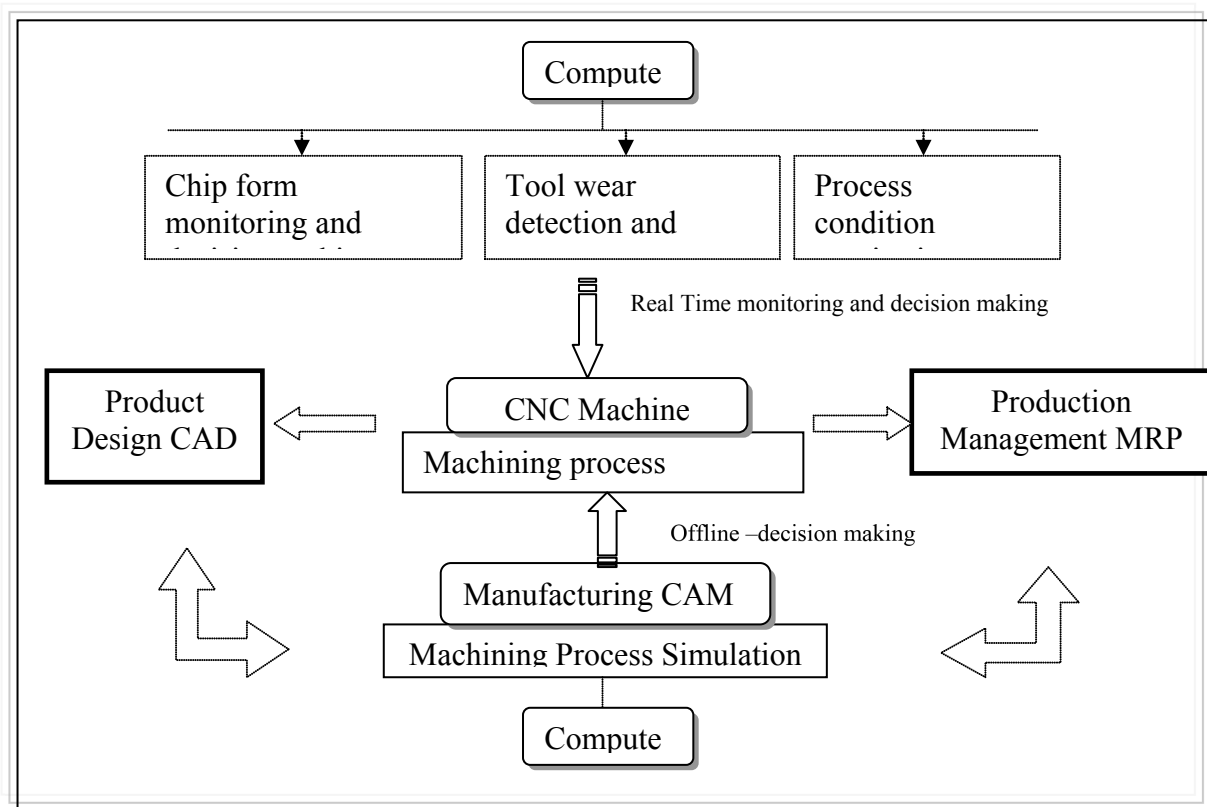 Compute
Chip form
monitoring and
Tool wear
detection and
Process
condition
Real Time monitoring and decision making
Product
Design CAD
CNC Machine
Machining process
Production
Management MRP
Offline –decision making
Manufacturing CAM
Machining Process Simulation
Compute